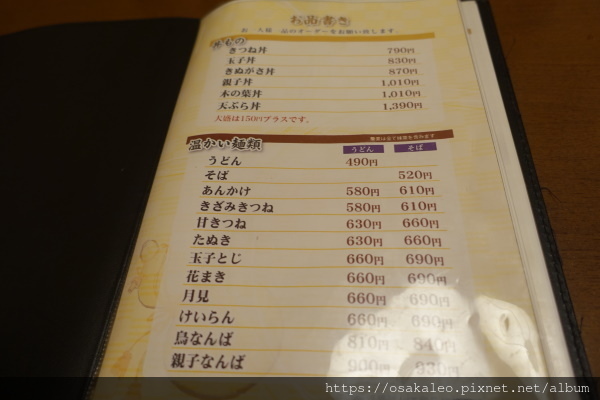 お品書き
丼もの
きつね丼 790円
玉子丼 830円
きぬがさ丼 870円
親子丼 1,010円
木の葉丼 1,010円
天ぷら丼 1,390円
大盛は150円プラスです。
温かい麺類
うどん そば
うどん 490円
そば 520円
あんかけ 580円 610円
きざみきつね 580円 610円
甘きつね 630円 660円
たぬき 630円 660円
玉子とじ 660円 690円
花まき 660円 690円
月見 660円 690円
けいらん 660円 690円
鳥なんば 810円 840円
親子なんば 900円 930円
https://osakaleo.pixnet.net/album